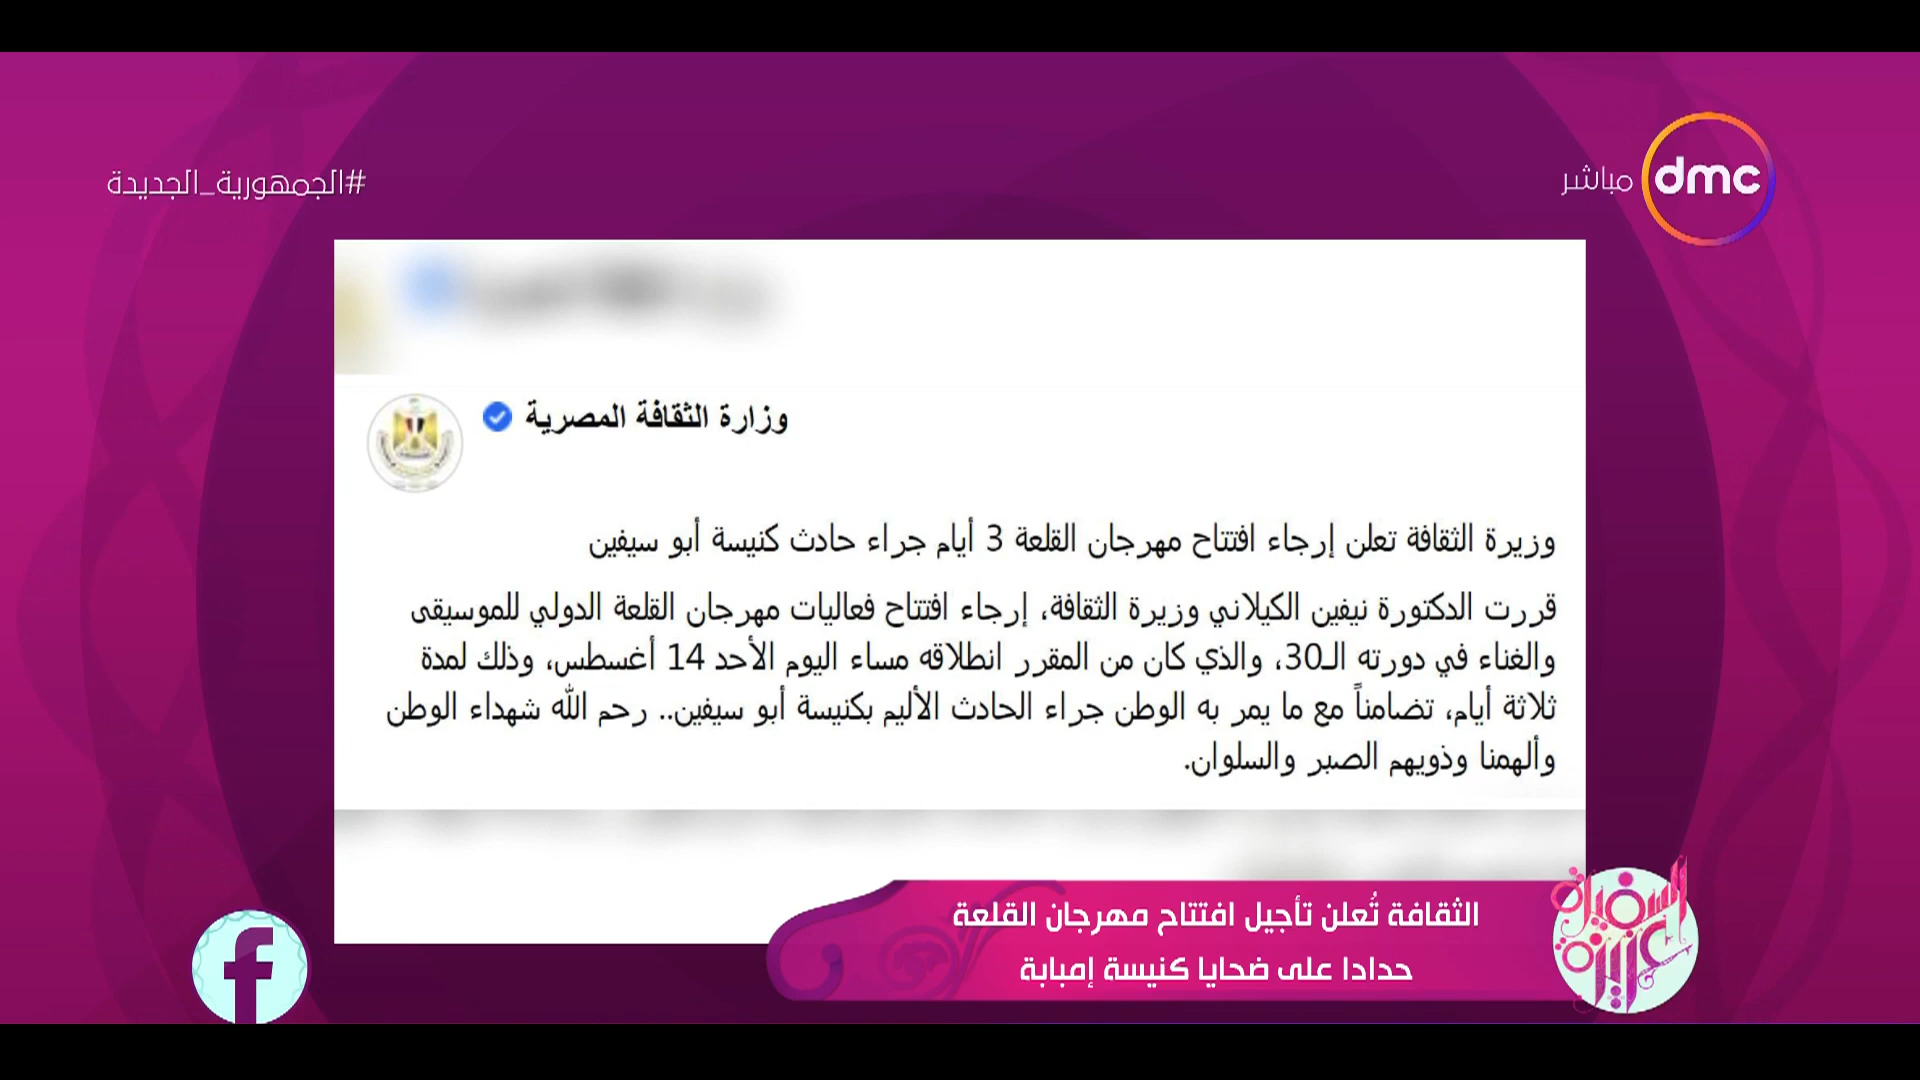 #الجمهورية_الجديدة
مباشر dmc
وزارة الثقافة المصرية
وزيرة الثقافة تعلن إرجاء افتتاح مهرجان القلعة 3 أيام جراء حادث كنيسة أبو سيفين
قررت الدكتورة نيفين الكيلاني وزيرة الثقافة، إرجاء افتتاح فعاليات مهرجان القلعة الدولي للموسيقى
والغناء في دورته الـ30، والذي كان من المقرر انطلاقه مساء اليوم الأحد 14 أغسطس، وذلك لمدة
ثلاثة أيام، تضامناً مع ما يمر به الوطن جراء الحادث الأليم بكنيسة أبو سيفين.. رحم الله شهداء الوطن
وألهمنا وذويهم الصبر والسلوان.
الثقافة تُعلن تأجيل افتتاح مهرجان القلعة
حدادا على ضحايا كنيسة إمبابة
السفيرة
عزيزة
f